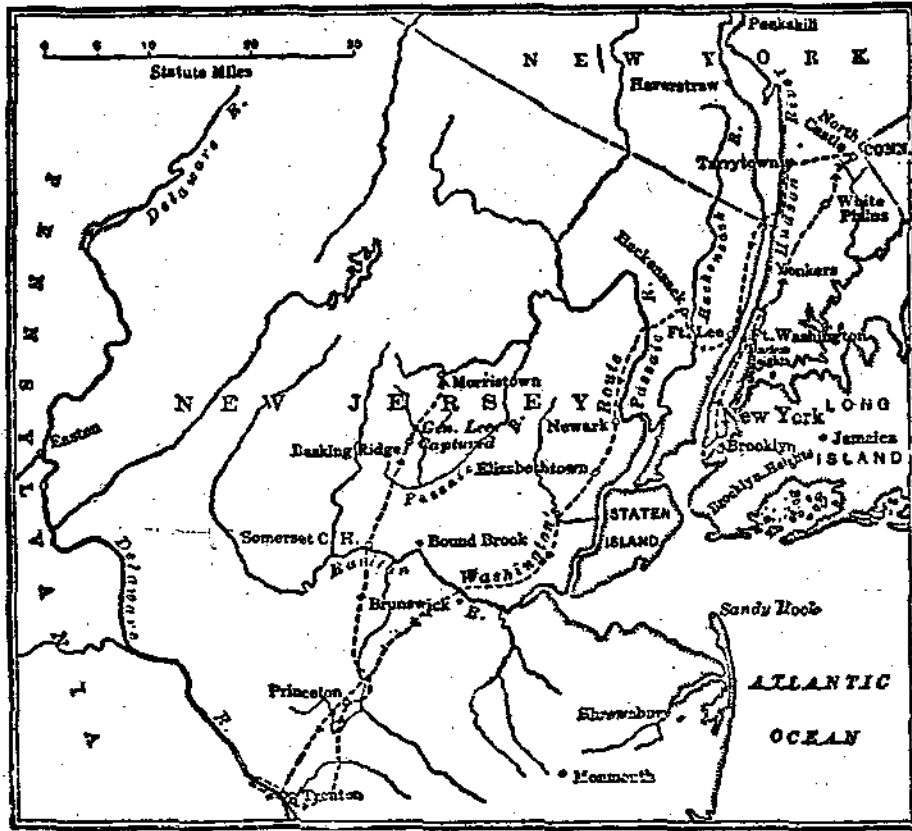 0 5 10 20 30
Statute Miles
NEW YORK
Peekskill
Haverstraw
R.
North
Castle
CONN.
Tarrytown
Hudson
River
White
Plains
Yonkers
Delaware R.
Hackensack
Hackensack
R.
Ft. Lee
Ft. Washington
Passaic
Route
Morristown
NEW JERSEY
Gen. Lee
Captured
Newark
New York
LONG
ISLAND
Brooklyn
Jamaica
Brooklyn Heights
Easton
Basking Ridge
Elizabethtown
Passaic
R.
STATEN
ISLAND
Somerset C.H.
Bound Brook
Raritan
Washington's
Brunswick
R.
Sandy Hook
Delaware
R.
Princeton
ATLANTIC
OCEAN
Shrewsbury
Monmouth
Trenton
PENNSYLVANIA